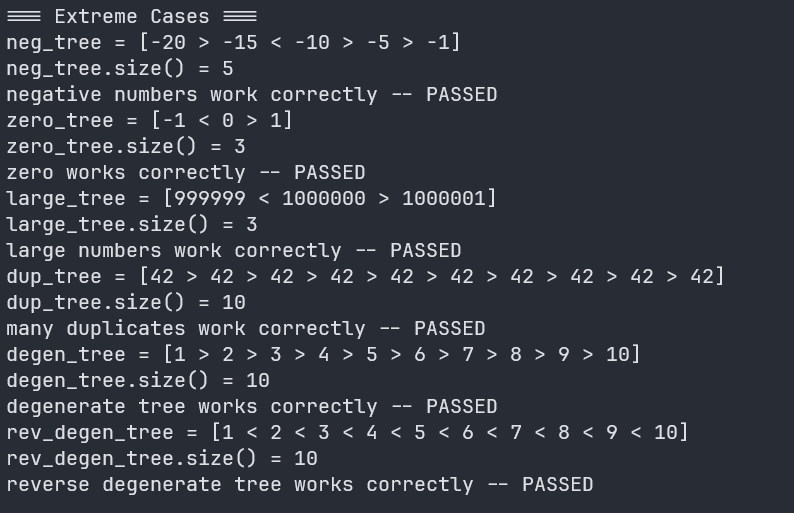 === Extreme Cases ===
neg_tree = [-20 > -15 < -10 > -5 > -1]
neg_tree.size() = 5
negative numbers work correctly -- PASSED
zero_tree = [-1 < 0 > 1]
zero_tree.size() = 3
zero works correctly -- PASSED
large_tree = [999999 < 1000000 > 1000001]
large_tree.size() = 3
large numbers work correctly -- PASSED
dup_tree = [42 > 42 > 42 > 42 > 42 > 42 > 42 > 42 > 42 > 42]
dup_tree.size() = 10
many duplicates work correctly -- PASSED
degen_tree = [1 > 2 > 3 > 4 > 5 > 6 > 7 > 8 > 9 > 10]
degen_tree.size() = 10
degenerate tree works correctly -- PASSED
rev_degen_tree = [1 < 2 < 3 < 4 < 5 < 6 < 7 < 8 < 9 < 10]
rev_degen_tree.size() = 10
reverse degenerate tree works correctly -- PASSED